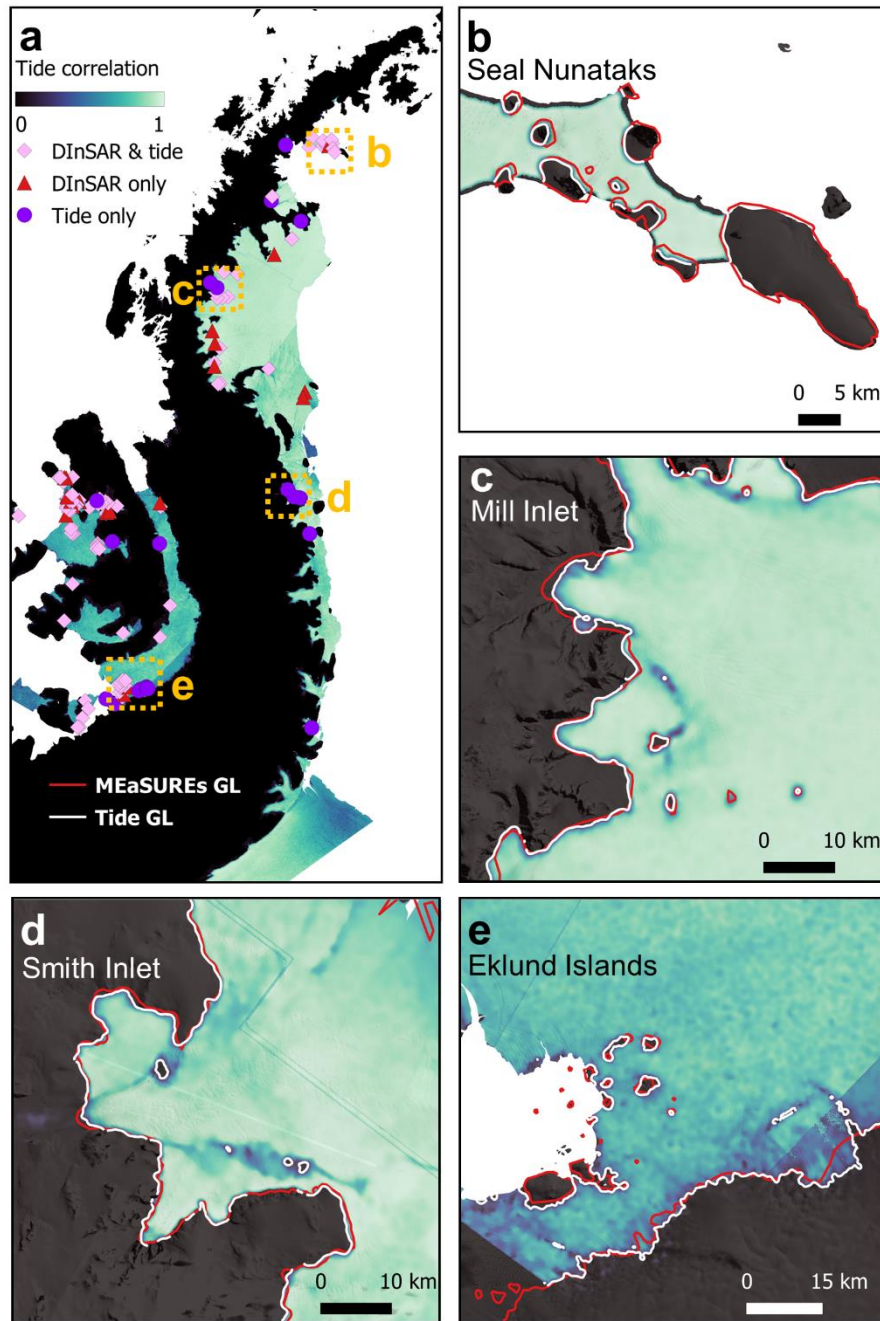 a
Tide correlation
0 1
DInSAR & tide
DInSAR only
Tide only
b
c
d
e
MEaSUREs GL
Tide GL
b
Seal Nunataks
0 5 km
c
Mill Inlet
0 10 km
d
Smith Inlet
0 10 km
e
Eklund Islands
0 15 km